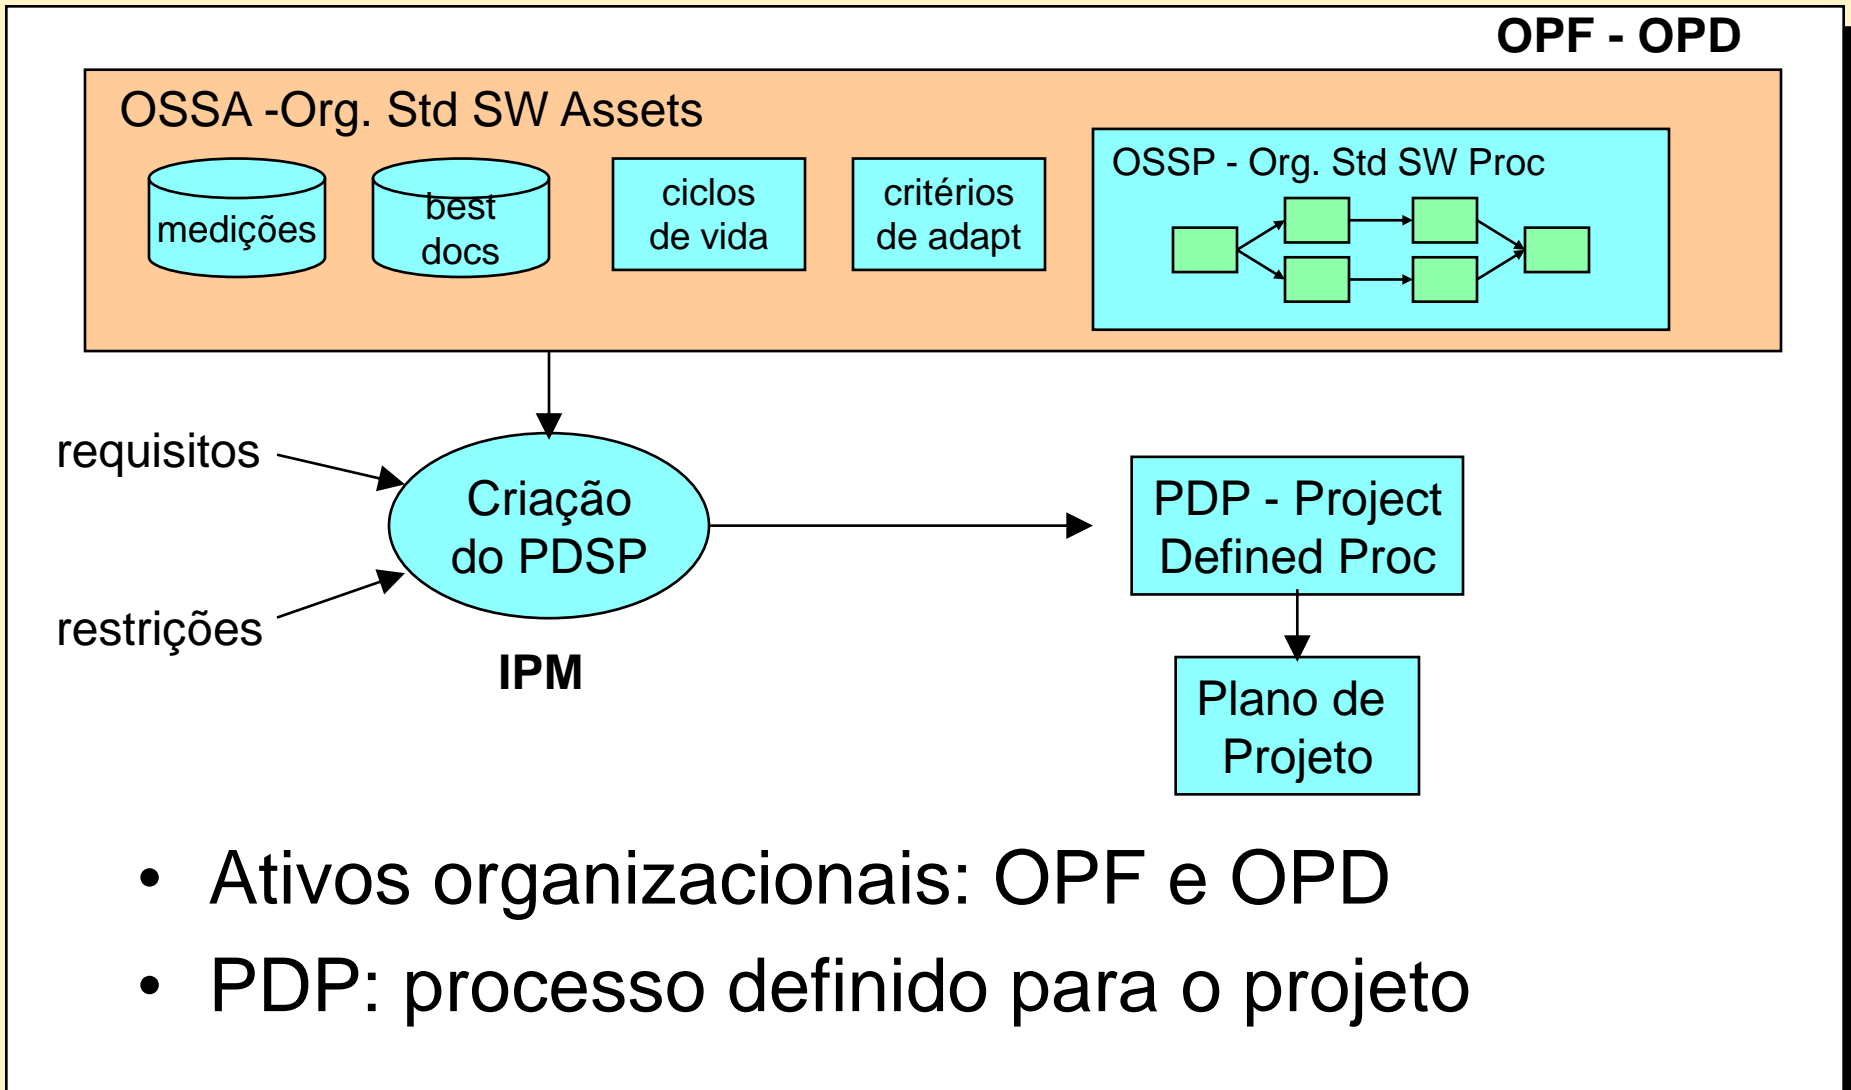 OPF - OPD
OSSA -Org. Std SW Assets
medições
best
docs
ciclos
de vida
critérios
de adapt
OSSP - Org. Std SW Proc
requisitos
restrições
Criação
do PDSP
IPM
PDP - Project
Defined Proc
Plano de
Projeto
• Ativos organizacionais: OPF e OPD
• PDP: processo definido para o projeto